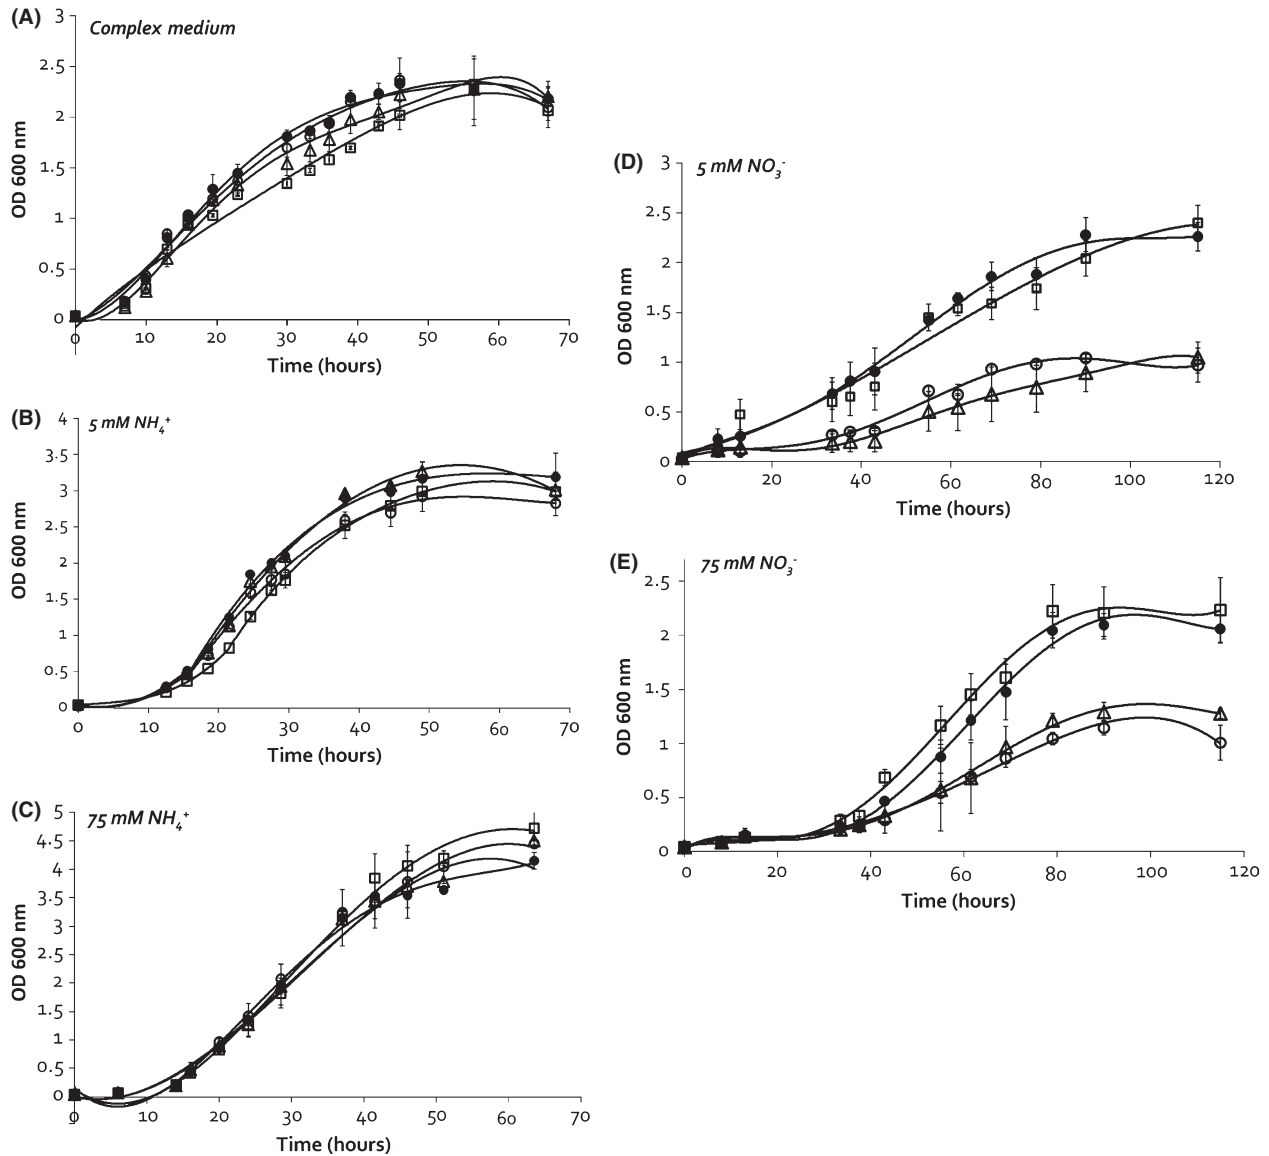 (A)
Complex medium
OD 600 nm
3
2.5
2
1.5
1
0.5
0
0 10 20 30 40 50 60 70
Time (hours)
(B)
5 mM NH4+
OD 600 nm
4
3.5
3
2.5
2
1.5
1
0.5
0
0 10 20 30 40 50 60 70
Time (hours)
(C)
75 mM NH4+
OD 600 nm
5
4.5
4
3.5
3
2.5
2
1.5
1
0.5
0
0 10 20 30 40 50 60 70
Time (hours)
(D)
5 mM NO3-
OD 600 nm
3
2.5
2
1.5
1
0.5
0
0 20 40 60 80 100 120
Time (hours)
(E)
75 mM NO3-
OD 600 nm
2.5
2
1.5
1
0.5
0
0 20 40 60 80 100 120
Time (hours)